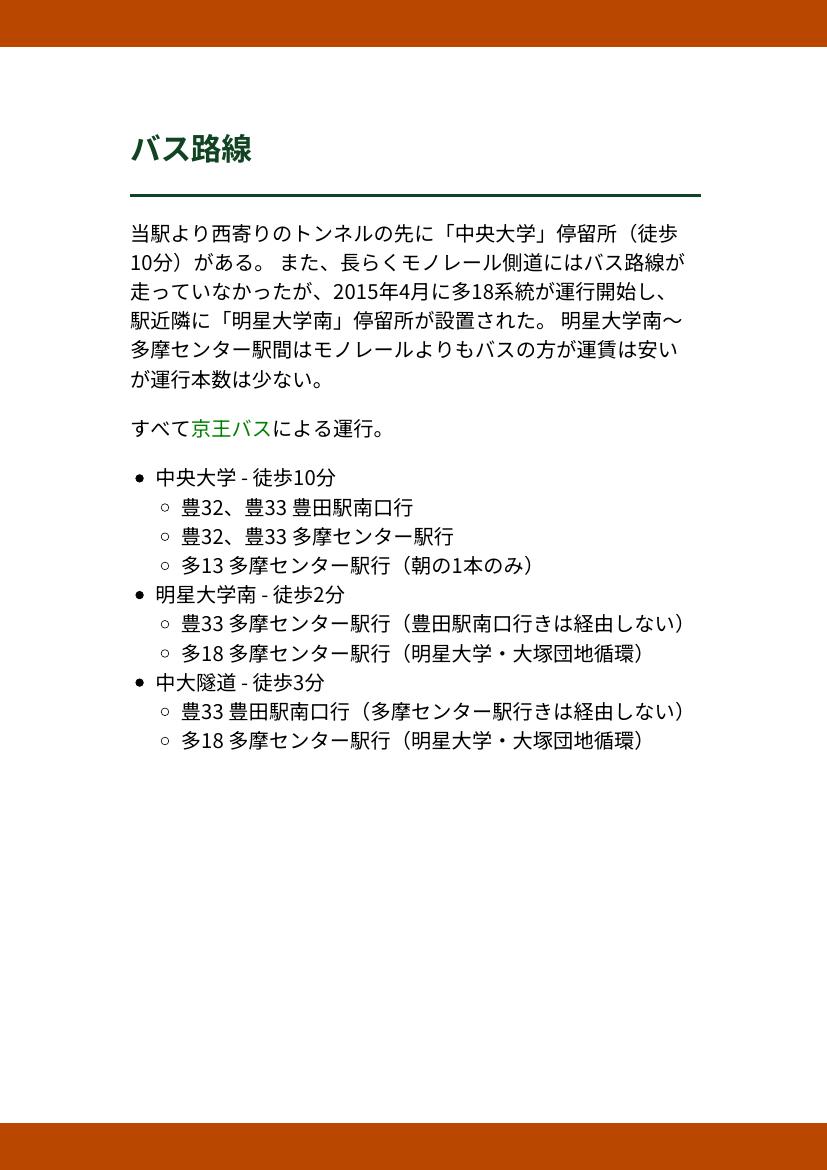 バス路線
当駅より西寄りのトンネルの先に「中央大学」停留所（徒歩
10分）がある。 また、長らくモノレール側道にはバス路線が
走っていなかったが、2015年4月に多18系統が運行開始し、
駅近隣に「明星大学南」停留所が設置された。 明星大学南〜
多摩センター駅間はモノレールよりもバスの方が運賃は安い
が運行本数は少ない。
すべて京王バスによる運行。
• 中央大学 - 徒歩10分
○ 豊32、豊33 豊田駅南口行
○ 豊32、豊33 多摩センター駅行
○ 多13 多摩センター駅行（朝の1本のみ）
• 明星大学南 - 徒歩2分
○ 豊33 多摩センター駅行（豊田駅南口行きは経由しない）
○ 多18 多摩センター駅行（明星大学・大塚団地循環）
• 中大隧道 - 徒歩3分
○ 豊33 豊田駅南口行（多摩センター駅行きは経由しない）
○ 多18 多摩センター駅行（明星大学・大塚団地循環）